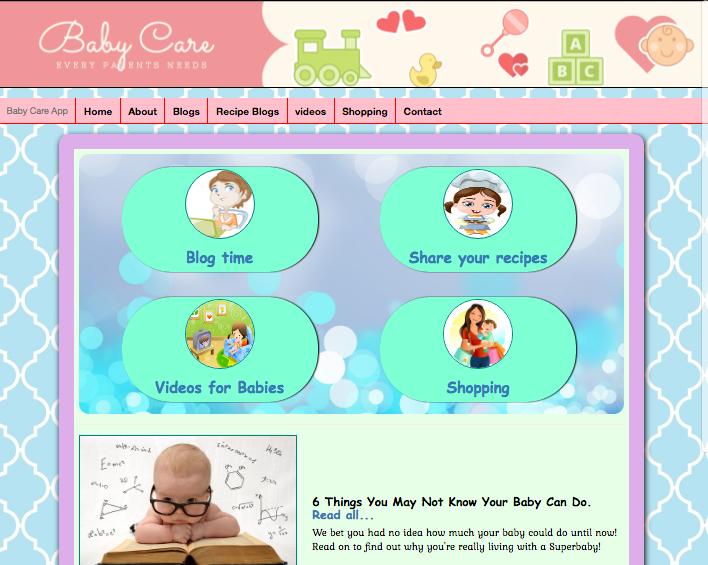 Baby Care
EVERY PARENTS NEEDS
A
B C
Baby Care App Home About Blogs Recipe Blogs videos Shopping Contact
Blog time
Share your recipes
Videos for Babies
Shopping
E=mc²
6 Things You May Not Know Your Baby Can Do.
Read all...
We bet you had no idea how much your baby could do until now!
Read on to find out why you're really living with a Superbaby!